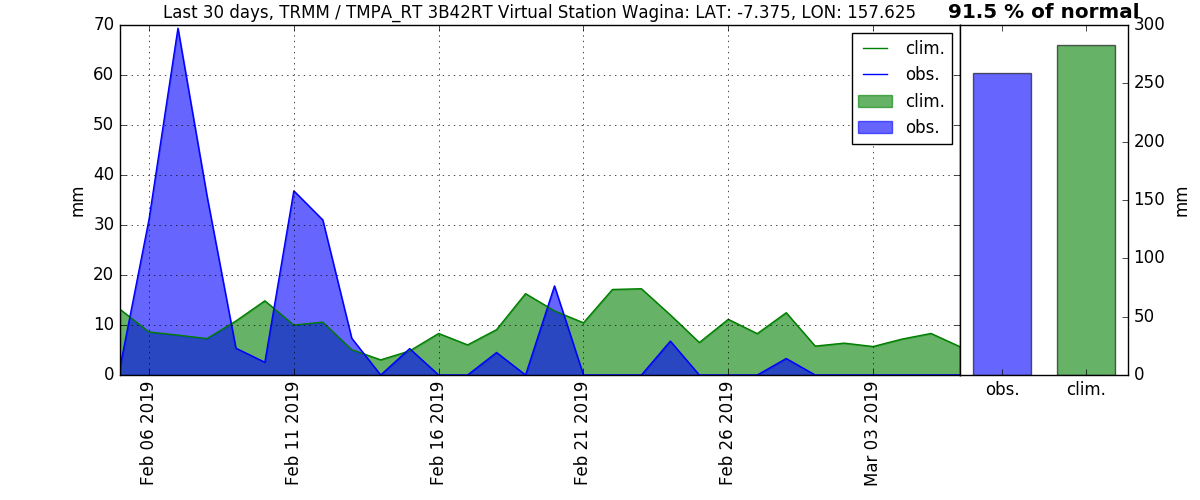 Last 30 days, TRMM / TMPA_RT 3B42RT Virtual Station Wagina: LAT: -7.375, LON: 157.625
91.5 % of normal
70
60
50
40
30
20
10
0
mm
clim.
obs.
clim.
obs.
Feb 06 2019
Feb 11 2019
Feb 16 2019
Feb 21 2019
Feb 26 2019
Mar 03 2019
300
250
200
150
100
50
0
mm
obs.
clim.